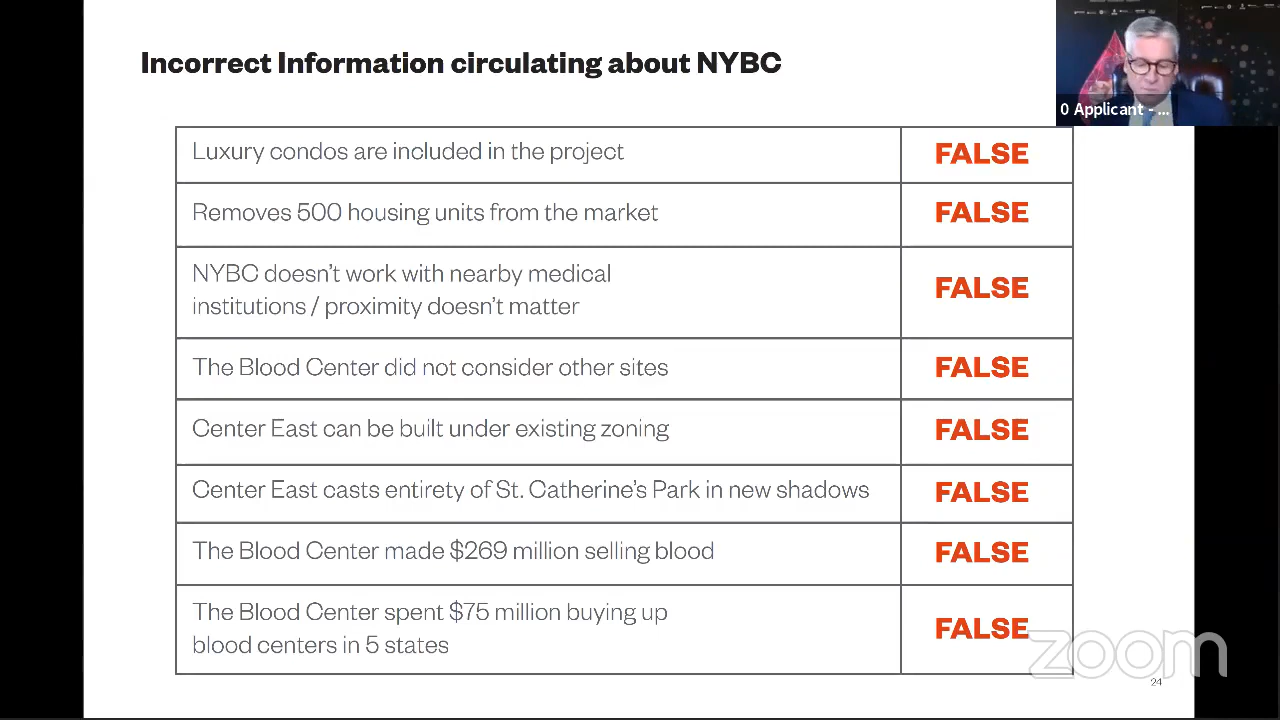 Incorrect Information circulating about NYBC
0 Applicant - ...
Luxury condos are included in the project
FALSE
Removes 500 housing units from the market
FALSE
NYBC doesn't work with nearby medical
institutions / proximity doesn't matter
FALSE
The Blood Center did not consider other sites
FALSE
Center East can be built under existing zoning
FALSE
Center East casts entirety of St. Catherine's Park in new shadows
FALSE
The Blood Center made $269 million selling blood
FALSE
The Blood Center spent $75 million buying up
blood centers in 5 states
FALSE
zoom
24